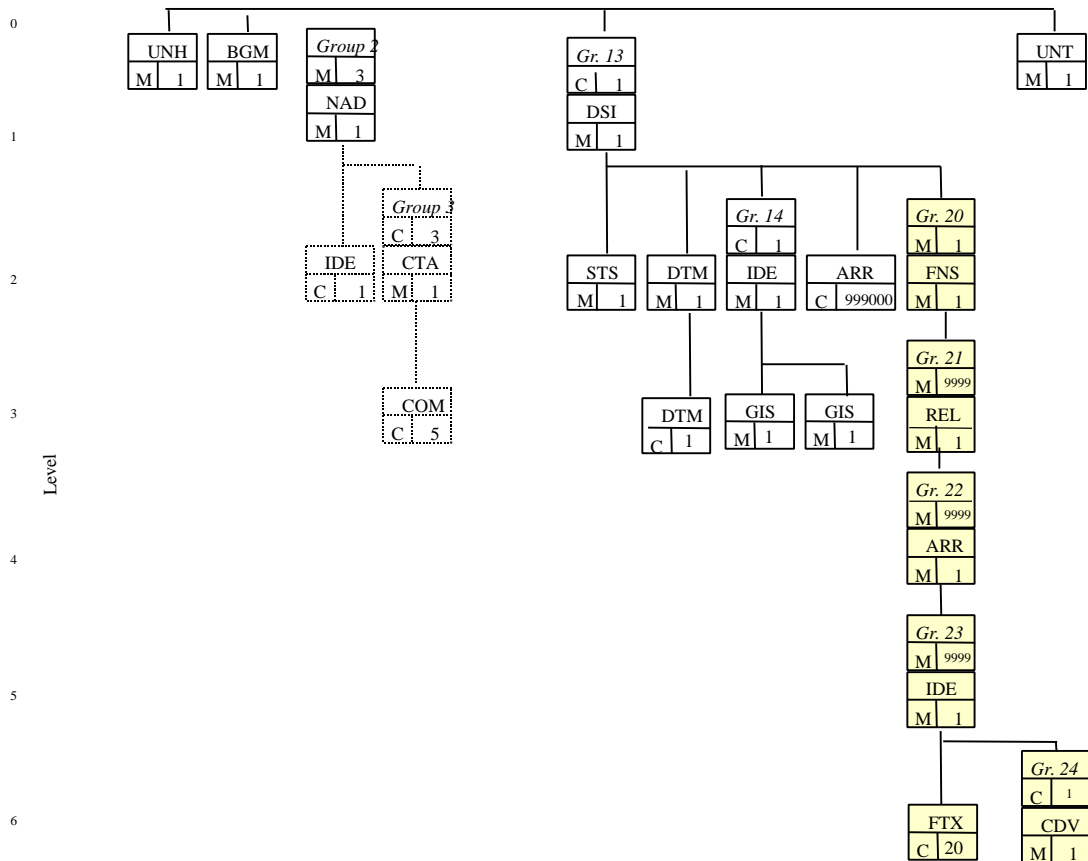 0
UNH
BGM
Group 2
Gr. 13
UNT
M 1
M 1
M 3
C 1
M 1
NAD
DSI
1
M 1
M 1
Group 3
Gr. 14
Gr. 20
C 3
C 1
M 1
2
IDE
CTA
STS
DTM
IDE
ARR
FNS
C 1
M 1
M 1
M 1
M 1
C 999000
M 1
Gr. 21
M 9999
3
COM
DTM
GIS
GIS
REL
C 5
C 1
M 1
M 1
M 1
Level
Gr. 22
M 9999
4
ARR
M 1
Gr. 23
M 9999
5
IDE
M 1
Gr. 24
C 1
6
FTX
CDV
C 20
M 1